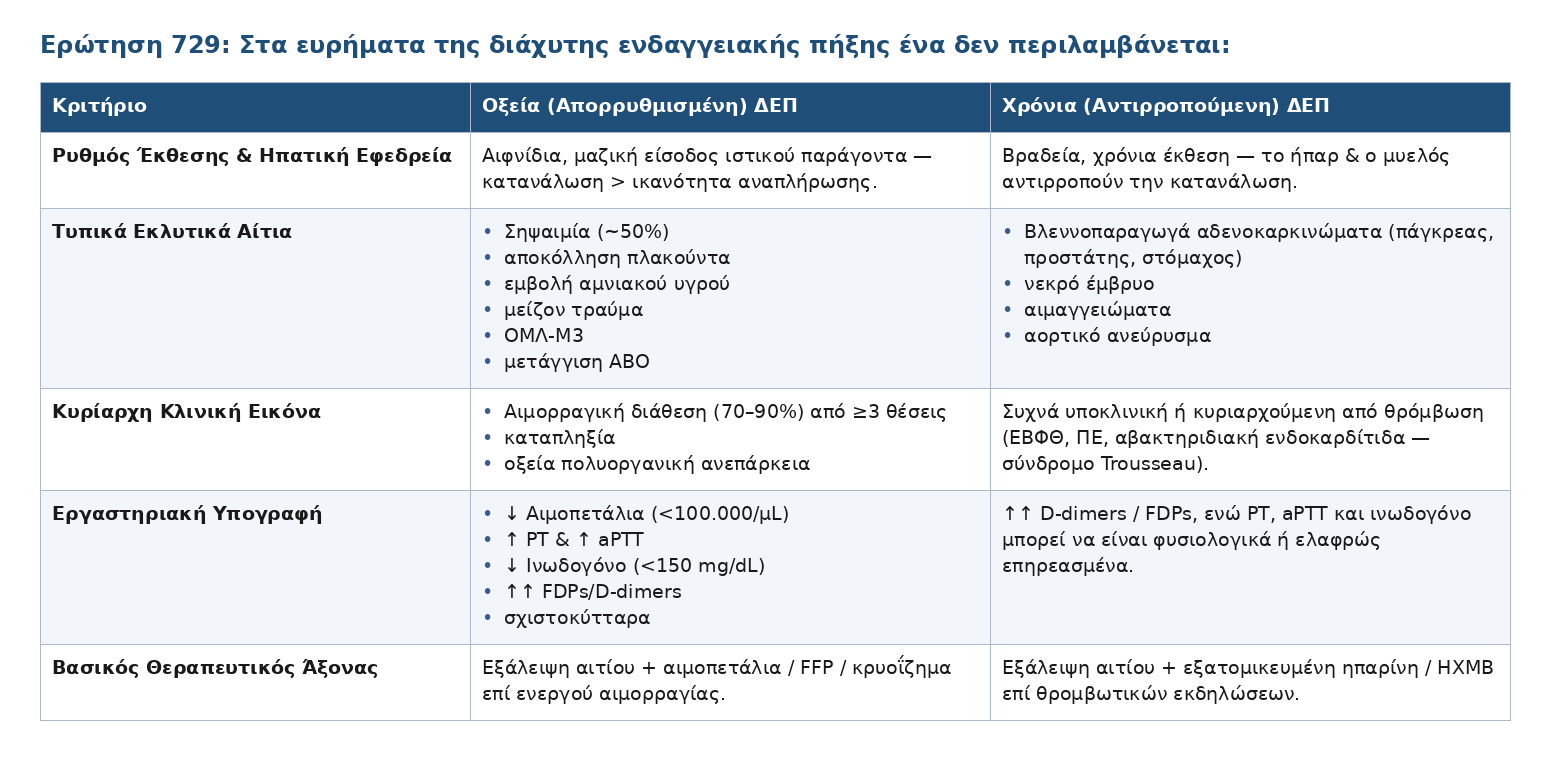 Ερώτηση 729: Στα ευρήματα της διάχυτης ενδαγγειακής πήξης ένα δεν περιλαμβάνεται:
Κριτήριο
Οξεία (Απορρυθμισμένη) ΔΕΠ
Χρόνια (Αντιρροπούμενη) ΔΕΠ
Ρυθμός Έκθεσης & Ηπατική Εφεδρεία
Αιφνίδια, μαζική είσοδος ιστικού παράγοντα —
κατανάλωση > ικανότητα αναπλήρωσης.
Βραδεία, χρόνια έκθεση — το ήπαρ & ο μυελός
αντιρροπούν την κατανάλωση.
Τυπικά Εκλυτικά Αίτια
• Σηψαιμία (~50%)
• αποκόλληση πλακούντα
• εμβολή αμνιακού υγρού
• μείζον τραύμα
• ΟΜΛ-Μ3
• μετάγγιση ΑΒΟ
• Βλεννοπαραγωγά αδενοκαρκινώματα (πάγκρεας,
προστάτης, στόμαχος)
• νεκρό έμβρυο
• αιμαγγειώματα
• αορτικό ανεύρυσμα
Κυρίαρχη Κλινική Εικόνα
• Αιμορραγική διάθεση (70–90%) από ≥3 θέσεις
• καταπληξία
• οξεία πολυοργανική ανεπάρκεια
Συχνά υποκλινική ή κυριαρχούμενη από θρόμβωση
(ΕΒΦΘ, ΠΕ, αβακτηριδιακή ενδοκαρδίτιδα —
σύνδρομο Trousseau).
Εργαστηριακή Υπογραφή
• ↓ Αιμοπετάλια (<100.000/μL)
• ↑ PT & ↑ aPTT
• ↓ Ινωδογόνο (<150 mg/dL)
• ↑↑ FDPs/D-dimers
• σχιστοκύτταρα
↑↑ D-dimers / FDPs, ενώ PT, aPTT και ινωδογόνο
μπορεί να είναι φυσιολογικά ή ελαφρώς
επηρεασμένα.
Βασικός Θεραπευτικός Άξονας
Εξάλειψη αιτίου + αιμοπετάλια / FFP / κρυοΐζημα
επί ενεργού αιμορραγίας.
Εξάλειψη αιτίου + εξατομικευμένη ηπαρίνη / ΗΧΜΒ
επί θρομβωτικών εκδηλώσεων.